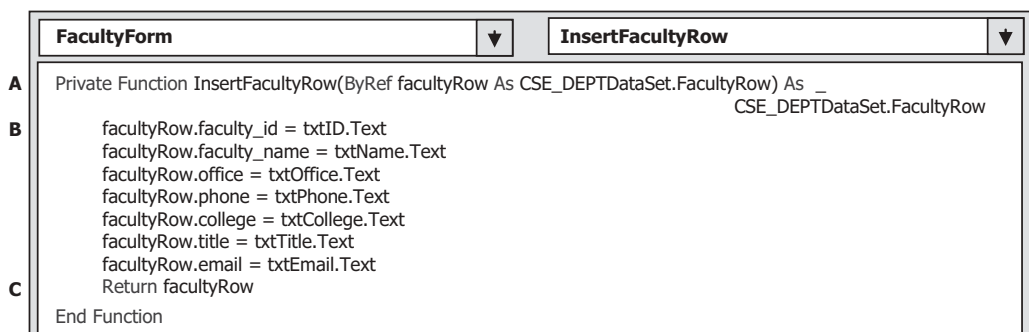 FacultyForm InsertFacultyRow
A Private Function InsertFacultyRow(ByRef facultyRow As CSE_DEPTDataSet.FacultyRow) As _
CSE_DEPTDataSet.FacultyRow
B facultyRow.faculty_id = txtID.Text
facultyRow.faculty_name = txtName.Text
facultyRow.office = txtOffice.Text
facultyRow.phone = txtPhone.Text
facultyRow.college = txtCollege.Text
facultyRow.title = txtTitle.Text
facultyRow.email = txtEmail.Text
C Return facultyRow
End Function